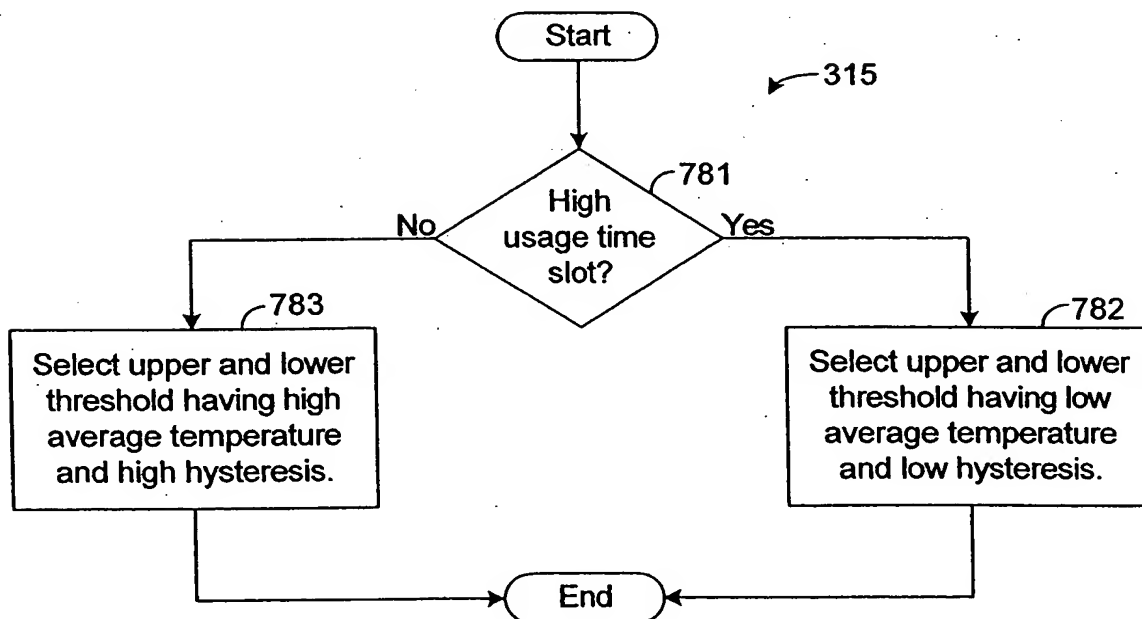 Start
315
781
High
usage time
slot?
No
Yes
783
Select upper and lower
threshold having high
average temperature
and high hysteresis.
782
Select upper and lower
threshold having low
average temperature
and low hysteresis.
End